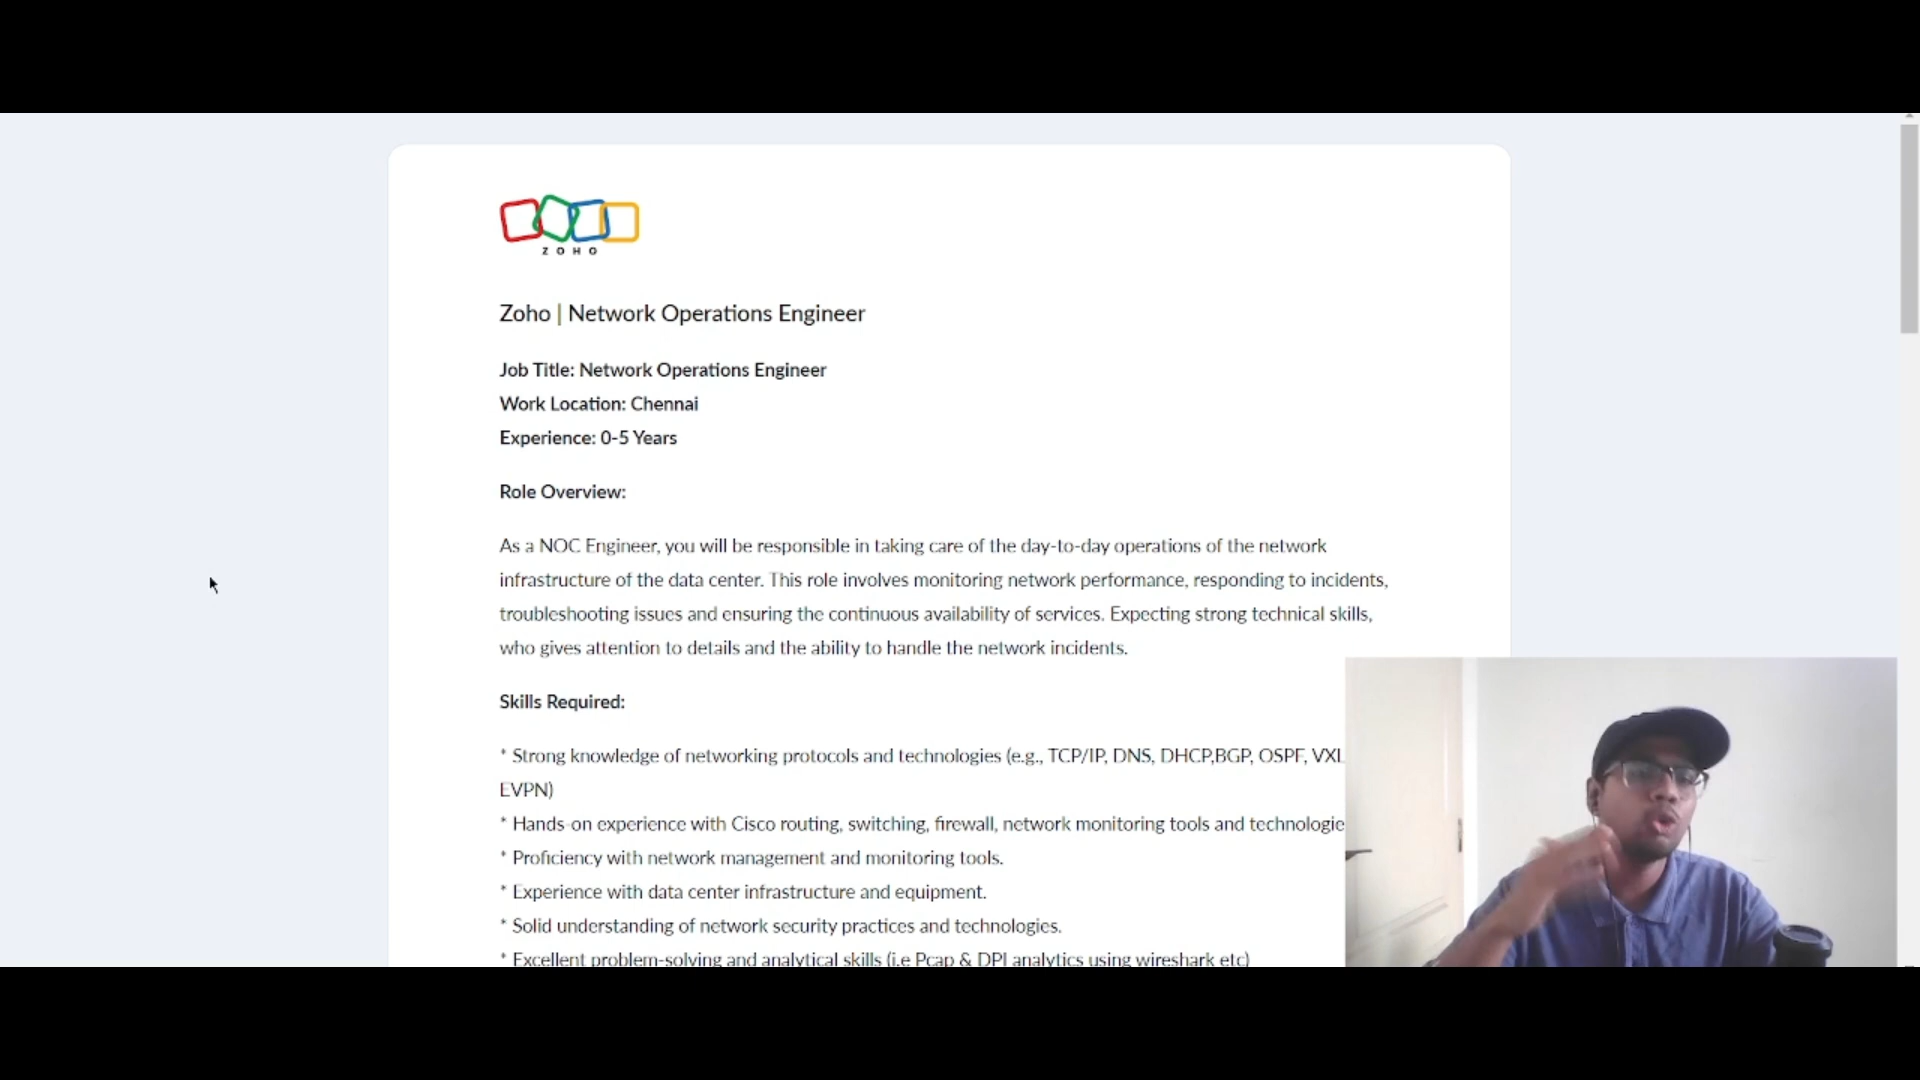 ZOHO
Zoho | Network Operations Engineer
Job Title: Network Operations Engineer
Work Location: Chennai
Experience: 0-5 Years
Role Overview:
As a NOC Engineer, you will be responsible in taking care of the day-to-day operations of the network
infrastructure of the data center. This role involves monitoring network performance, responding to incidents,
troubleshooting issues and ensuring the continuous availability of services. Expecting strong technical skills,
who gives attention to details and the ability to handle the network incidents.
Skills Required:
* Strong knowledge of networking protocols and technologies (e.g., TCP/IP, DNS, DHCP,BGP, OSPF,
EVPN)
* Hands-on experience with Cisco routing, switching, firewall, network monitoring tools and
* Proficiency with network management and monitoring tools.
* Experience with data center infrastructure and equipment.
* Solid understanding of network security practices and technologies.
* Excellent problem-solving and analytical skills (i.e Pcap & DPI analytics using wireshark etc)